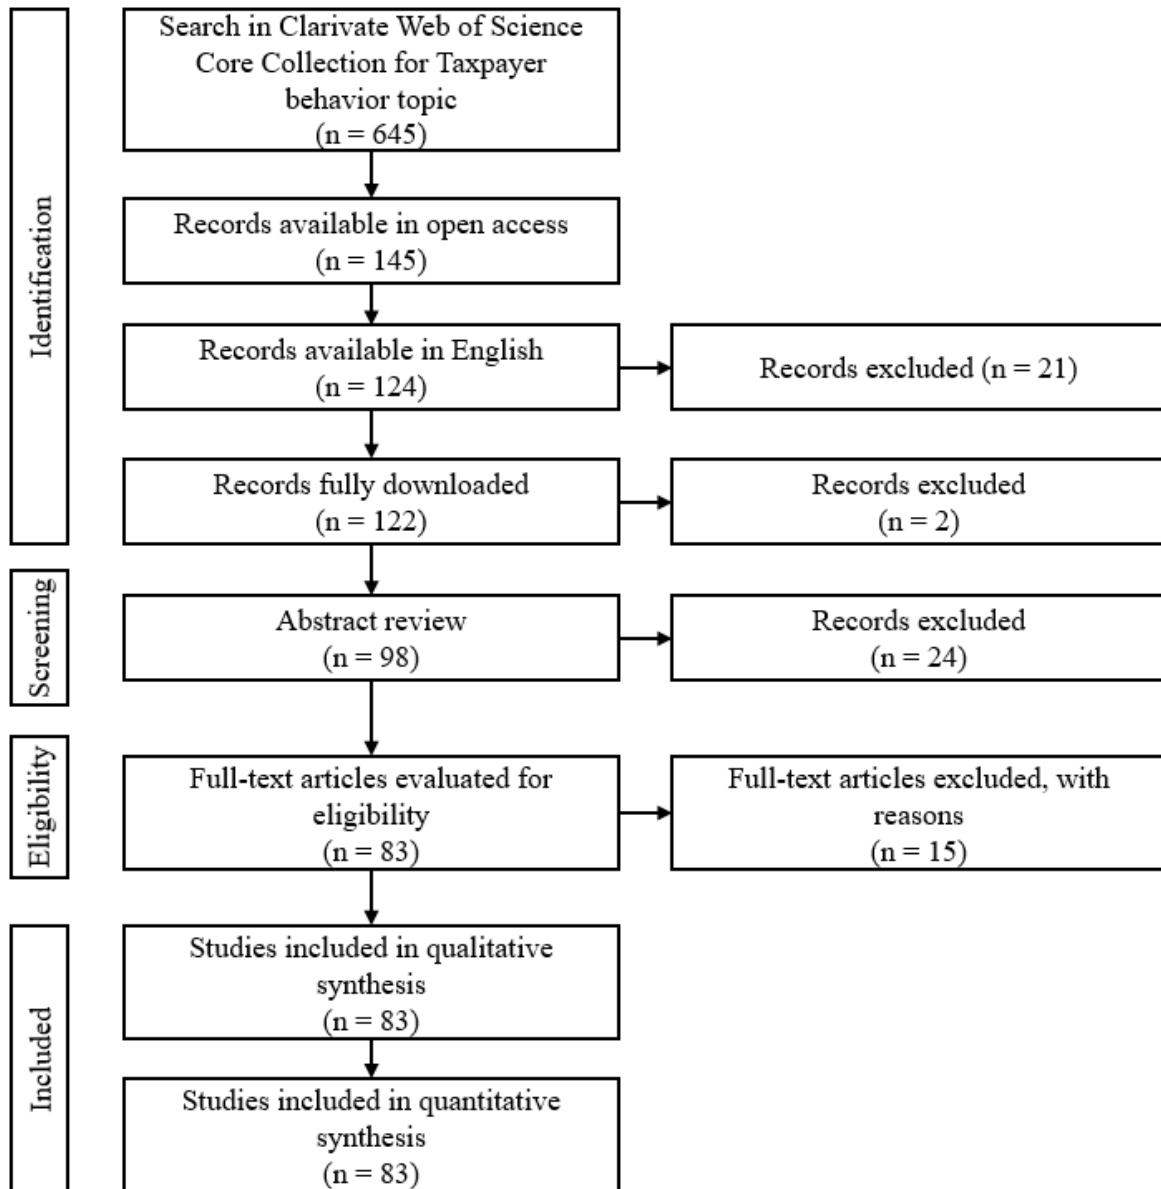 Identification
Search in Clarivate Web of Science
Core Collection for Taxpayer
behavior topic
(n = 645)
Records available in open access
(n = 145)
Records available in English
(n = 124)
Records excluded (n = 21)
Records fully downloaded
(n = 122)
Records excluded
(n = 2)
Screening
Abstract review
(n = 98)
Records excluded
(n = 24)
Eligibility
Full-text articles evaluated for
eligibility
(n = 83)
Full-text articles excluded, with
reasons
(n = 15)
Included
Studies included in qualitative
synthesis
(n = 83)
Studies included in quantitative
synthesis
(n = 83)